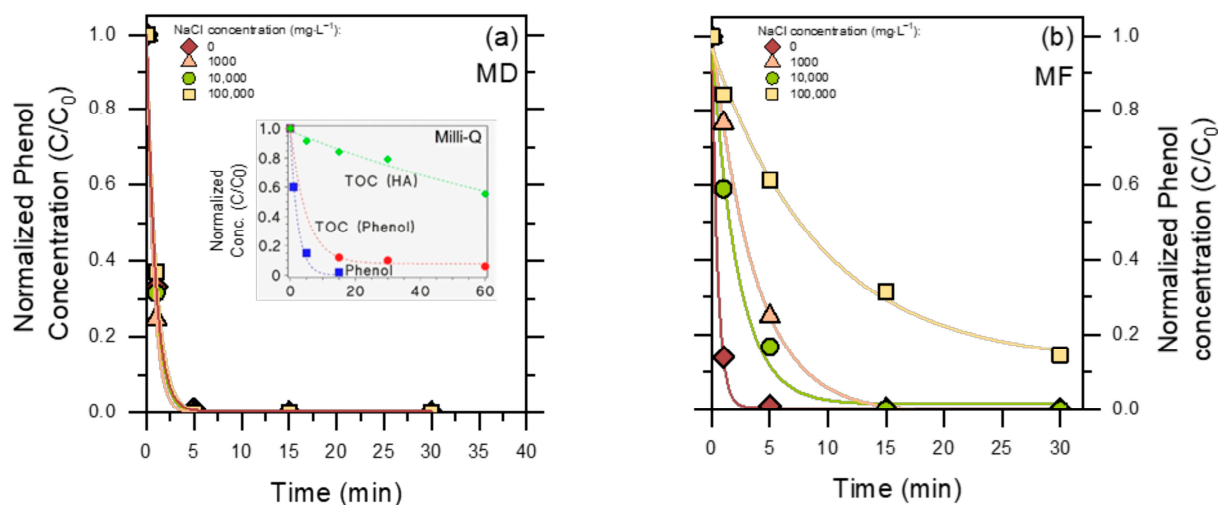 NaCl concentration (mg·L⁻¹):
0
1000
10,000
100,000
(a)
MD
Normalized Phenol
Concentration (C/C₀)
1.0
0.8
0.6
0.4
0.2
0.0
0 5 10 15 20 25 30 35 40
Time (min)
Milli-Q
Normalized
Conc. (C/C0)
1.0
0.8
0.6
0.4
0.2
0
TOC (HA)
TOC (Phenol)
Phenol
0 20 40 60
NaCl concentration (mg·L⁻¹):
0
1000
10,000
100,000
(b)
MF
1.0
0.8
0.6
0.4
0.2
0.0
Normalized Phenol
concentration (C/C₀)
0 5 10 15 20 25 30
Time (min)